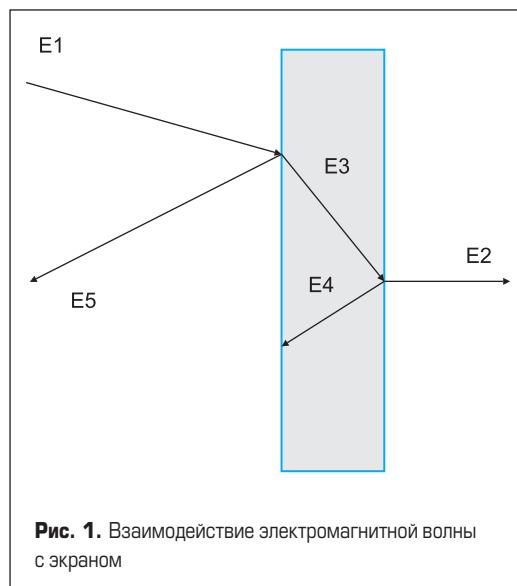 E1
E3
E2
E4
E5
Рис. 1. Взаимодействие электромагнитной волны
с экраном